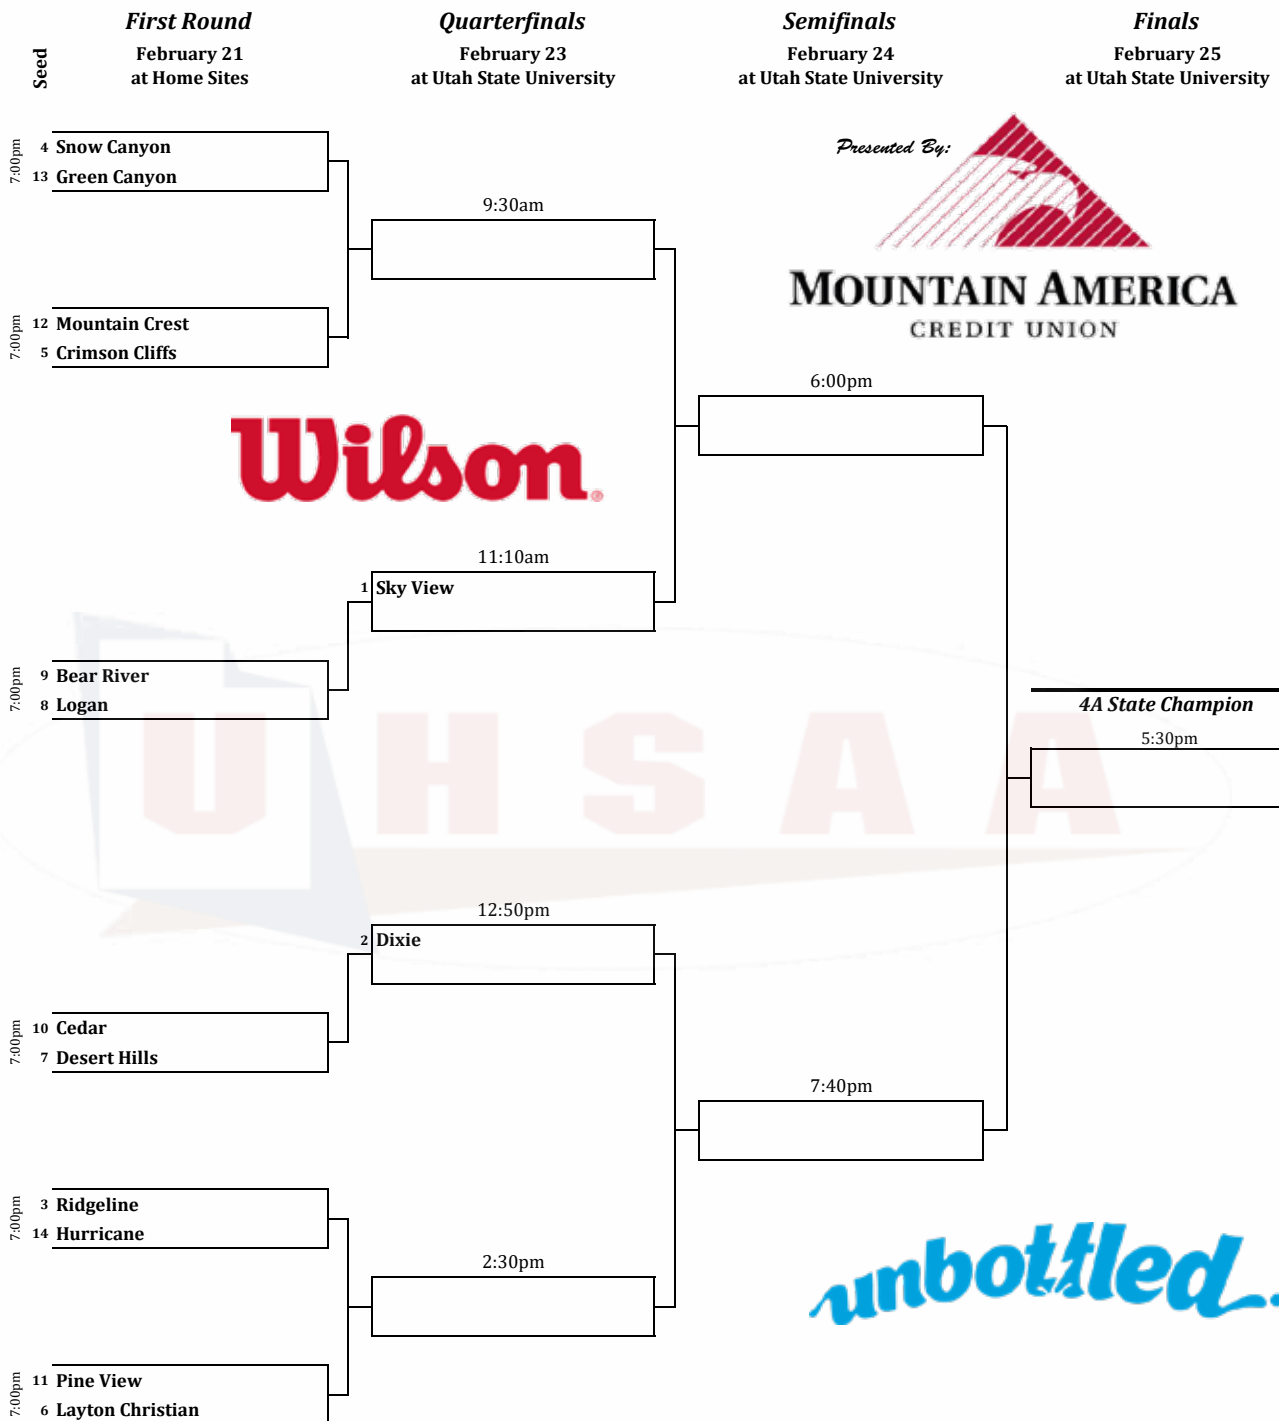 First Round
Quarterfinals
Semifinals
Finals
Seed
February 21
at Home Sites
February 23
at Utah State University
February 24
at Utah State University
February 25
at Utah State University
7:00pm
4 Snow Canyon
13 Green Canyon
Presented By:
MOUNTAIN AMERICA
CREDIT UNION
9:30am
7:00pm
12 Mountain Crest
5 Crimson Cliffs
6:00pm
Wilson®
11:10am
1 Sky View
7:00pm
9 Bear River
8 Logan
4A State Champion
5:30pm
UHSAA
12:50pm
2 Dixie
7:00pm
10 Cedar
7 Desert Hills
7:40pm
7:00pm
3 Ridgeline
14 Hurricane
2:30pm
unbottled.
7:00pm
11 Pine View
6 Layton Christian